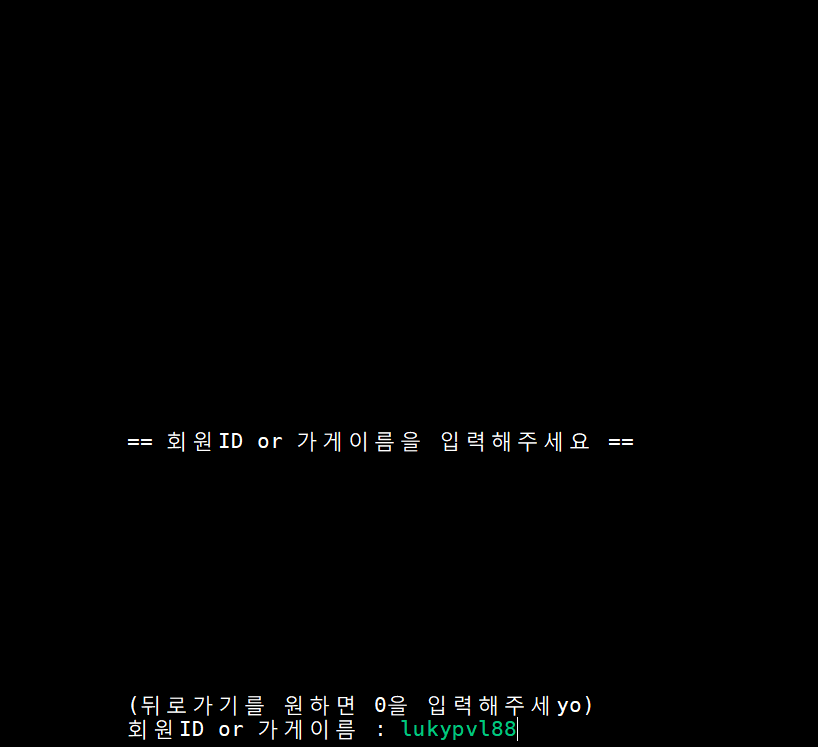 == 회원ID or 가게이름을 입력해주세요 ==
(뒤로가기를 원하면 0을 입력해주세yo)
회원ID or 가게이름 : lukypvl88